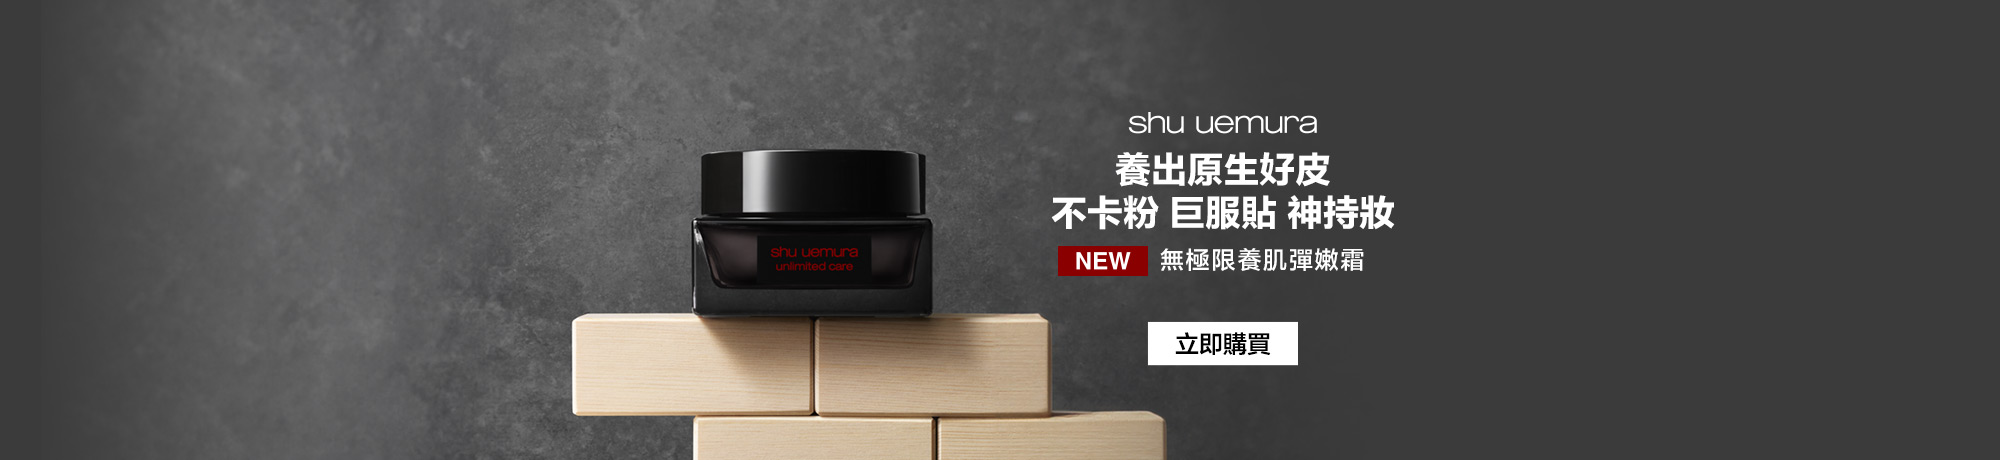 shu uemura
養出原生好皮
不卡粉 巨服貼 神持妝
NEW 無極限養肌彈嫩霜
立即購買
shu uemura
unlimited care